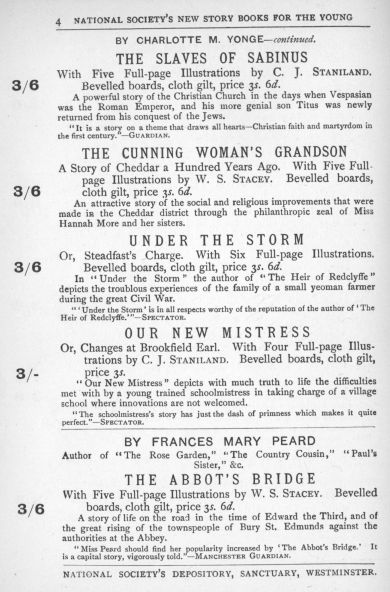 4 NATIONAL SOCIETY'S NEW STORY BOOKS FOR THE YOUNG
BY CHARLOTTE M. YONGE—continued.
THE SLAVES OF SABINUS
With Five Full-page Illustrations by C. J. STANILAND.
3/6 Bevelled boards, cloth gilt, price 3s. 6d.
A powerful story of the Christian Church in the days when Vespasian
was the Roman Emperor, and his more genial son Titus was newly
returned from his conquest of the Jews.
"It is a story on a theme that draws all hearts—Christian faith and martyrdom in
the first century."—GUARDIAN.
THE CUNNING WOMAN'S GRANDSON
A Story of Cheddar a Hundred Years Ago. With Five Full-
page Illustrations by W. S. STACEY. Bevelled boards,
3/6 cloth gilt, price 3s. 6d.
An attractive story of the social and religious improvements that were
made in the Cheddar district through the philanthropic zeal of Miss
Hannah More and her sisters.
UNDER THE STORM
Or, Steadfast's Charge. With Six Full-page Illustrations.
3/6 Bevelled boards, cloth gilt, price 3s. 6d.
In "Under the Storm" the author of "The Heir of Redclyffe"
depicts the troublous experiences of the family of a small yeoman farmer
during the great Civil War.
"'Under the Storm' is in all respects worthy of the reputation of the author of 'The
Heir of Redclyffe.'"—SPECTATOR.
OUR NEW MISTRESS
Or, Changes at Brookfield Earl. With Four Full-page Illus-
trations by C. J. STANILAND. Bevelled boards, cloth gilt,
3/- price 3s.
"Our New Mistress" depicts with much truth to life the difficulties
met with by a young trained schoolmistress in taking charge of a village
school where innovations are not welcomed.
"The schoolmistress's story has just the dash of primness which makes it quite
perfect."—SPECTATOR.
BY FRANCES MARY PEARD
Author of "The Rose Garden," "The Country Cousin," "Paul's
Sister," &c.
THE ABBOT'S BRIDGE
With Five Full-page Illustrations by W. S. STACEY. Bevelled
3/6 boards, cloth gilt, price 3s. 6d.
A story of life on the road in the time of Edward the Third, and of
the great rising of the townspeople of Bury St. Edmunds against the
authorities at the Abbey.
"Miss Peard should find her popularity increased by 'The Abbot's Bridge.' It
is a capital story, vigorously told."—MANCHESTER GUARDIAN.
NATIONAL SOCIETY'S DEPOSITORY, SANCTUARY, WESTMINSTER.